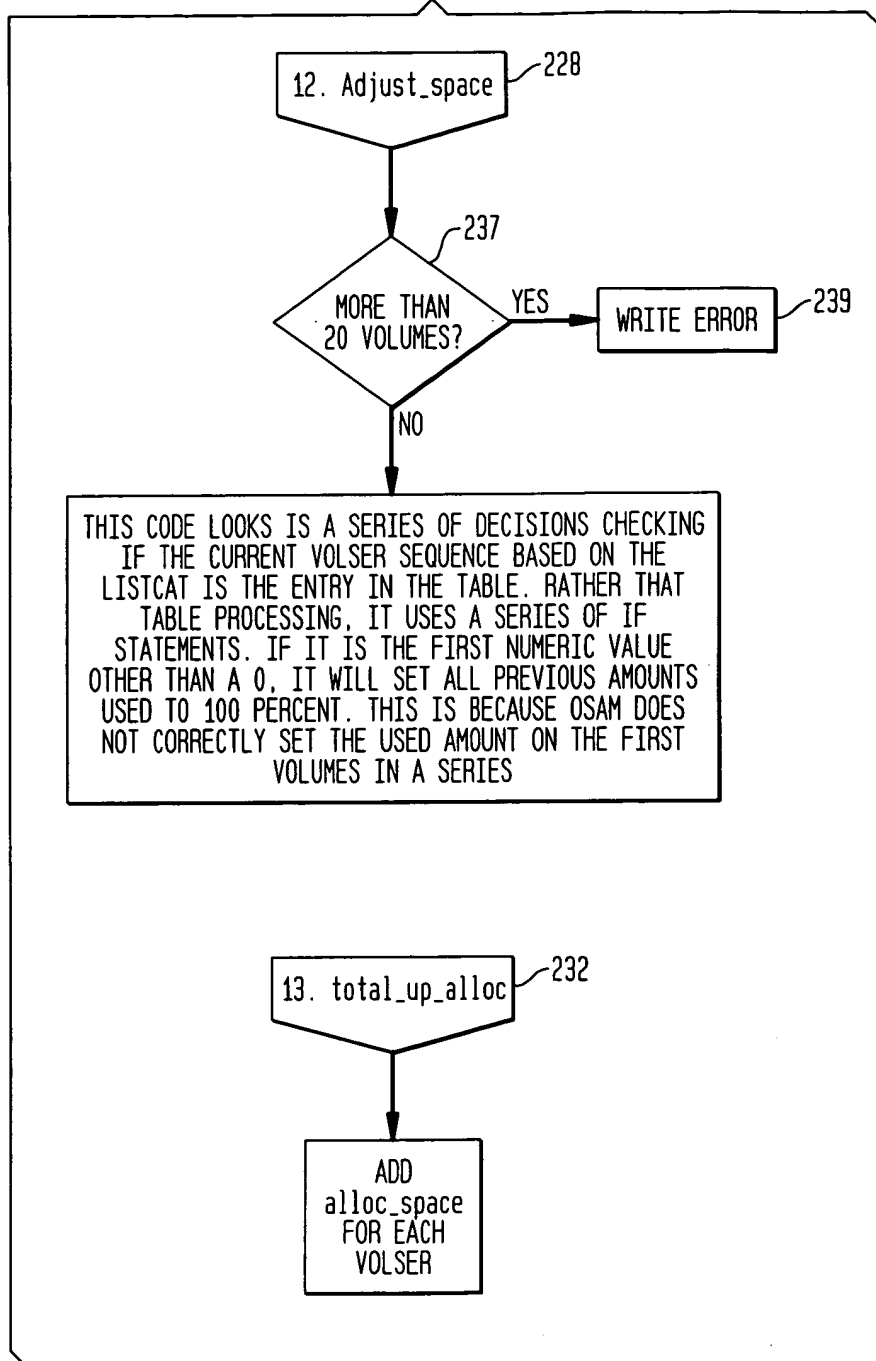 12. Adjust_space
228
237
MORE THAN
20 VOLUMES?
YES
WRITE ERROR
239
NO
THIS CODE LOOKS IS A SERIES OF DECISIONS CHECKING
IF THE CURRENT VOLSER SEQUENCE BASED ON THE
LISTCAT IS THE ENTRY IN THE TABLE. RATHER THAT
TABLE PROCESSING, IT USES A SERIES OF IF
STATEMENTS. IF IT IS THE FIRST NUMERIC VALUE
OTHER THAN A 0, IT WILL SET ALL PREVIOUS AMOUNTS
USED TO 100 PERCENT. THIS IS BECAUSE OSAM DOES
NOT CORRECTLY SET THE USED AMOUNT ON THE FIRST
VOLUMES IN A SERIES
13. total_up_alloc
232
ADD
alloc_space
FOR EACH
VOLSER